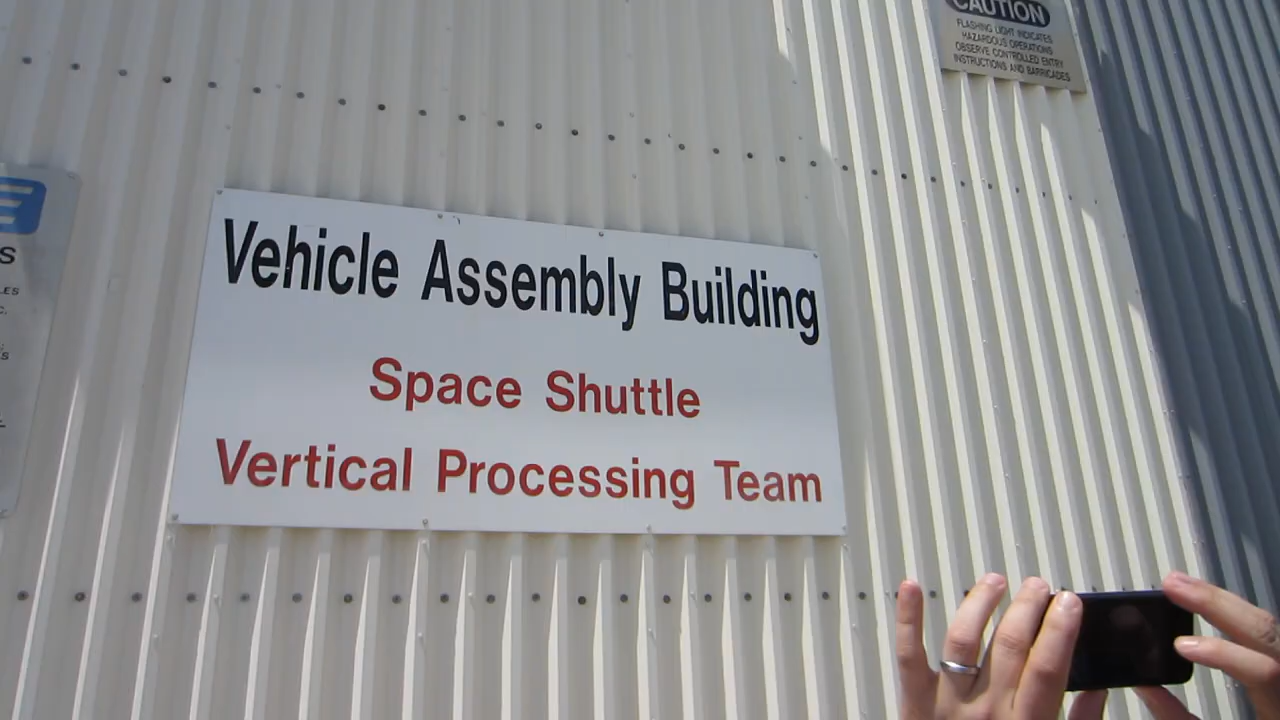 CAUTION
FLASHING LIGHT INDICATES
HAZARDOUS OPERATIONS
OBSERVE CONTROLLED ENTRY
INSTRUCTIONS AND BARRICADES
E
S
LES
C.
S
Vehicle Assembly Building
Space Shuttle
Vertical Processing Team